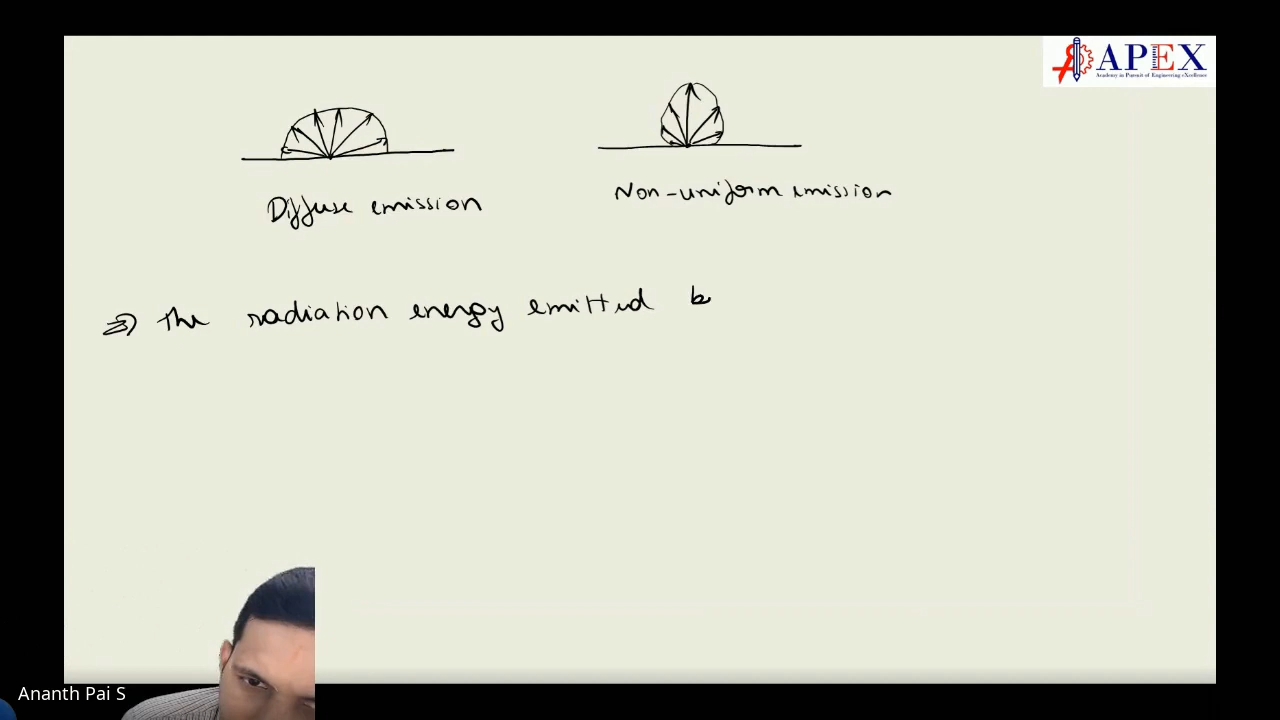 APEX
Academy in Pursuit of Engineering eXcellence
Diffuse emission
Non-uniform emission
⇒ The radiation energy emitted b
Ananth Pai S